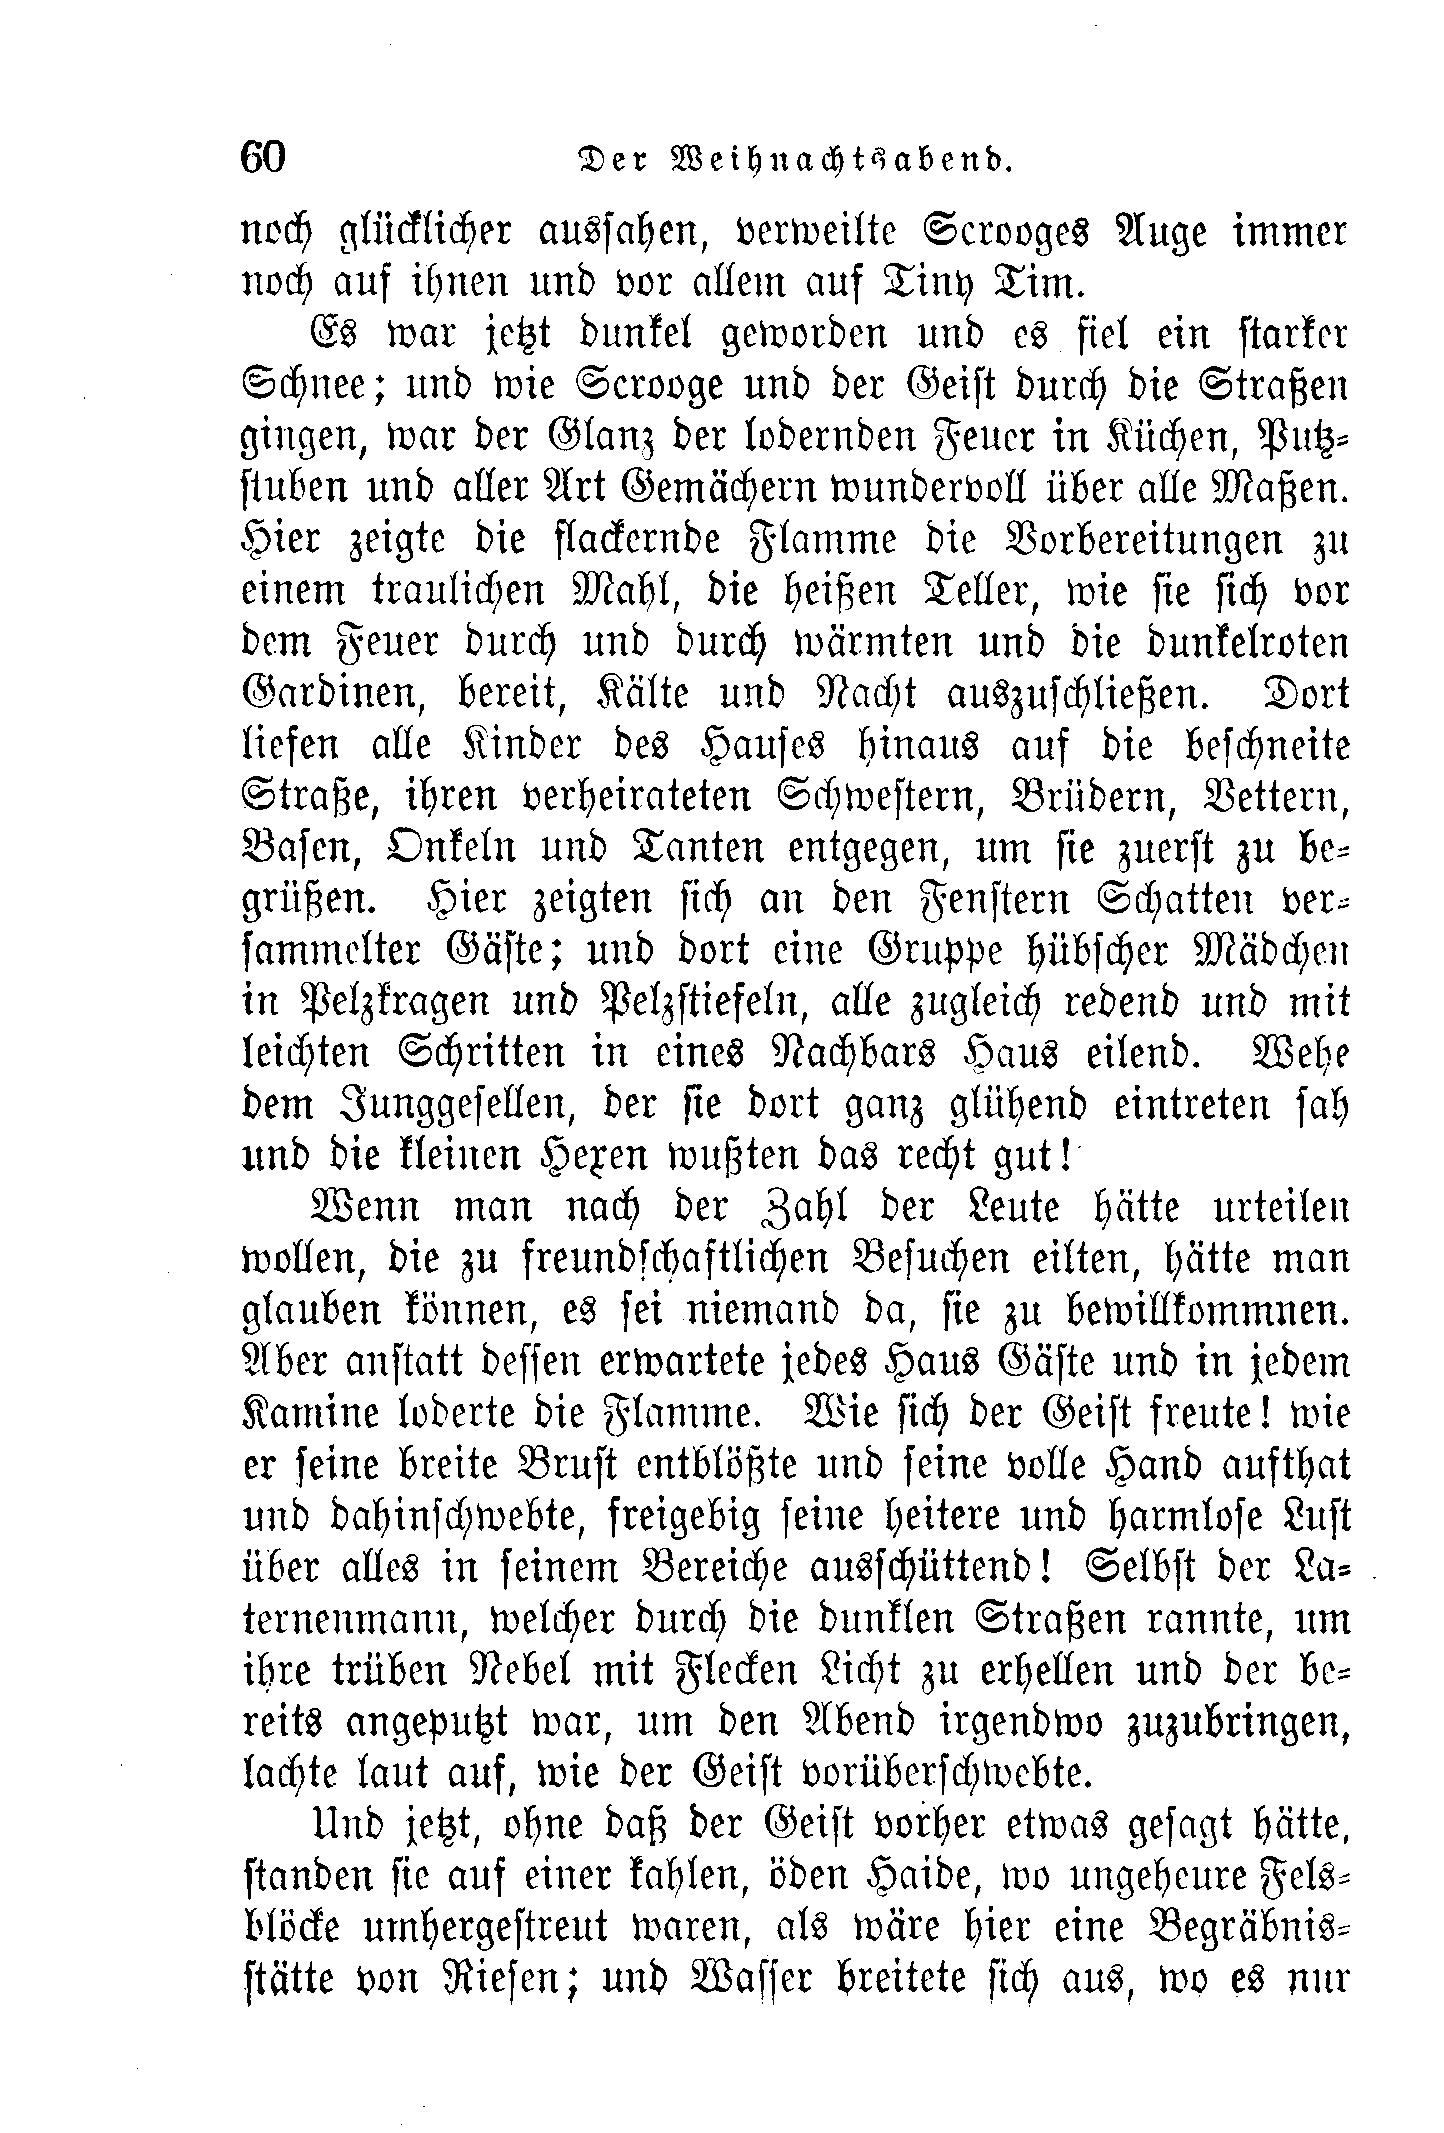 60 Der Weihnachtsabend.
noch glücklicher aussahen, verweilte Scrooges Auge immer
noch auf ihnen und vor allem auf Tiny Tim.
Es war jetzt dunkel geworden und es fiel ein starker
Schnee; und wie Scrooge und der Geist durch die Straßen
gingen, war der Glanz der lodernden Feuer in Küchen, Putz-
stuben und aller Art Gemächern wundervoll über alle Maßen.
Hier zeigte die flackernde Flamme die Vorbereitungen zu
einem traulichen Mahl, die heißen Teller, wie sie sich vor
dem Feuer durch und durch wärmten und die dunkelroten
Gardinen, bereit, Kälte und Nacht auszuschließen. Dort
liefen alle Kinder des Hauses hinaus auf die beschneite
Straße, ihren verheirateten Schwestern, Brüdern, Vettern,
Basen, Onkeln und Tanten entgegen, um sie zuerst zu be-
grüßen. Hier zeigten sich an den Fenstern Schatten ver-
sammelter Gäste; und dort eine Gruppe hübscher Mädchen
in Pelzkragen und Pelzstiefeln, alle zugleich redend und mit
leichten Schritten in eines Nachbars Haus eilend. Wehe
dem Junggesellen, der sie dort ganz glühend eintreten sah
und die kleinen Hexen wußten das recht gut!
Wenn man nach der Zahl der Leute hätte urteilen
wollen, die zu freundschaftlichen Besuchen eilten, hätte man
glauben können, es sei niemand da, sie zu bewillkommnen.
Aber anstatt dessen erwartete jedes Haus Gäste und in jedem
Kamine loderte die Flamme. Wie sich der Geist freute! wie
er seine breite Brust entblößte und seine volle Hand aufthat
und dahinschwebte, freigebig seine heitere und harmlose Lust
über alles in seinem Bereiche ausschüttend! Selbst der La-
ternenmann, welcher durch die dunklen Straßen rannte, um
ihre trüben Nebel mit Flecken Licht zu erhellen und der be-
reits angeputzt war, um den Abend irgendwo zuzubringen,
lachte laut auf, wie der Geist vorüberschwebte.
Und jetzt, ohne daß der Geist vorher etwas gesagt hätte,
standen sie auf einer kahlen, öden Haide, wo ungeheure Fels-
blöcke umhergestreut waren, als wäre hier eine Begräbnis-
stätte von Riesen; und Wasser breitete sich aus, wo es nur